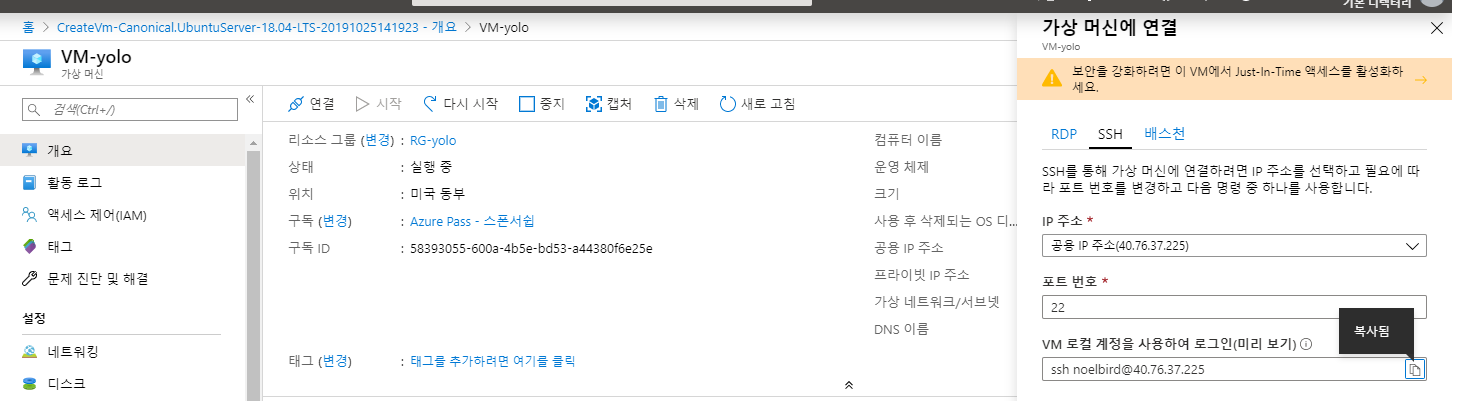 기본 디렉터리
홈 > CreateVm-Canonical.UbuntuServer-18.04-LTS-20191025141923 - 개요 > VM-yolo
VM-yolo
가상 머신
검색(Ctrl+/)
개요
활동 로그
액세스 제어(IAM)
태그
문제 진단 및 해결
설정
네트워킹
디스크
연결 시작 다시 시작 중지 캡처 삭제 새로 고침
리소스 그룹 (변경) : RG-yolo
상태 : 실행 중
위치 : 미국 동부
구독 (변경) : Azure Pass - 스폰서쉽
구독 ID : 58393055-600a-4b5e-bd53-a44380f6e25e
태그 (변경) : 태그를 추가하려면 여기를 클릭
컴퓨터 이름
운영 체제
크기
사용 후 삭제되는 OS 디...
공용 IP 주소
프라이빗 IP 주소
가상 네트워크/서브넷
DNS 이름
가상 머신에 연결
VM-yolo
보안을 강화하려면 이 VM에서 Just-In-Time 액세스를 활성화하
세요.
RDP SSH 배스천
SSH를 통해 가상 머신에 연결하려면 IP 주소를 선택하고 필요에 따
라 포트 번호를 변경하고 다음 명령 중 하나를 사용합니다.
IP 주소 *
공용 IP 주소(40.76.37.225)
포트 번호 *
22
복사됨
VM 로컬 계정을 사용하여 로그인(미리 보기)
ssh noelbird@40.76.37.225